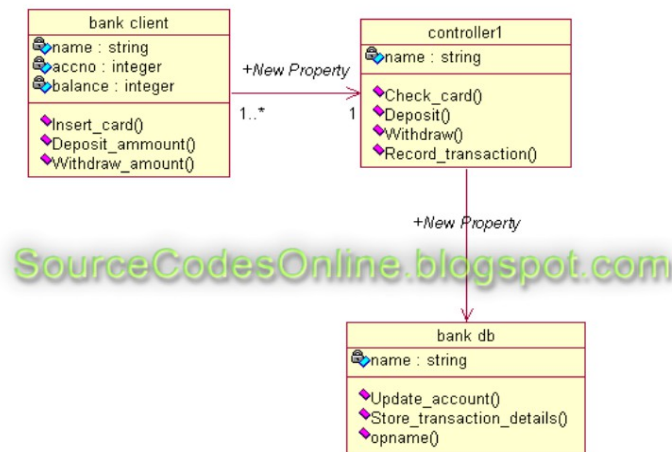 bank client
name : string
accno : integer
balance : integer
Insert_card()
Deposit_ammount()
Withdraw_amount()
+New Property
1..*
1
controller1
name : string
Check_card()
Deposit()
Withdraw()
Record_transaction()
+New Property
SourceCodesOnline.blogspot.com
bank db
name : string
Update_account()
Store_transaction_details()
opname()